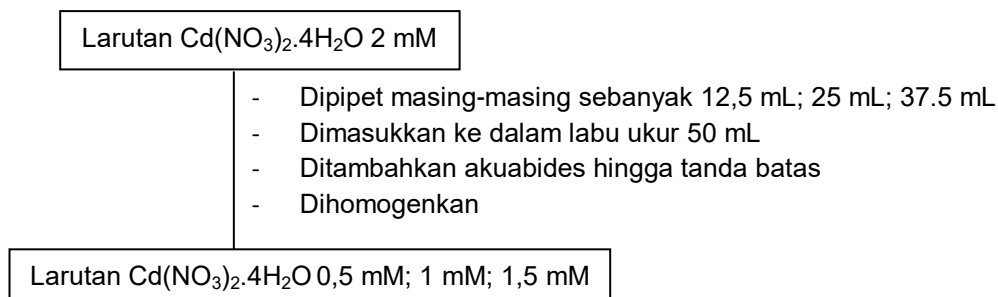 Larutan Cd(NO₃)₂.4H₂O 2 mM
- Dipipet masing-masing sebanyak 12,5 mL; 25 mL; 37.5 mL
- Dimasukkan ke dalam labu ukur 50 mL
- Ditambahkan akuabides hingga tanda batas
- Dihomogenkan
Larutan Cd(NO₃)₂.4H₂O 0,5 mM; 1 mM; 1,5 mM